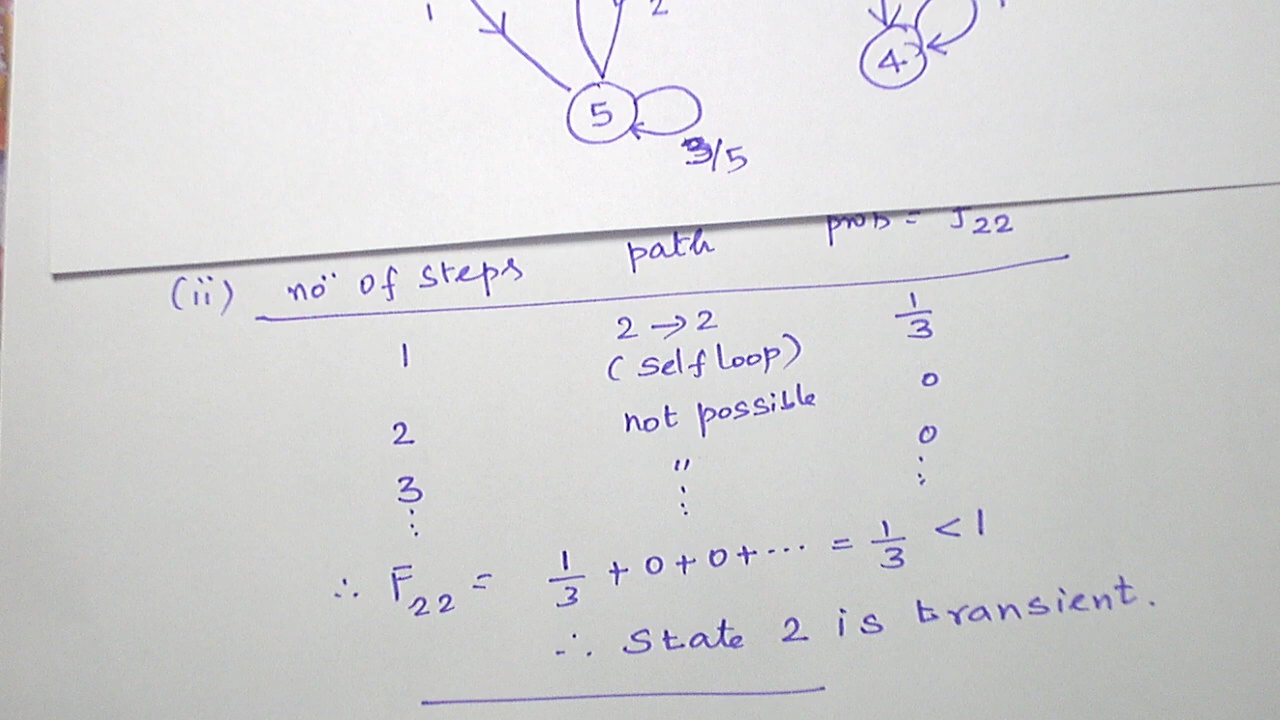 1
2
4
5
3/5
(ii) no of steps path prob = f22
1 2 → 2 1/3
(self loop)
2 not possible 0
3 " 0
⋮ ⋮ ⋮
∴ F22 = 1/3 + 0 + 0 + ... = 1/3 < 1
∴ State 2 is transient.